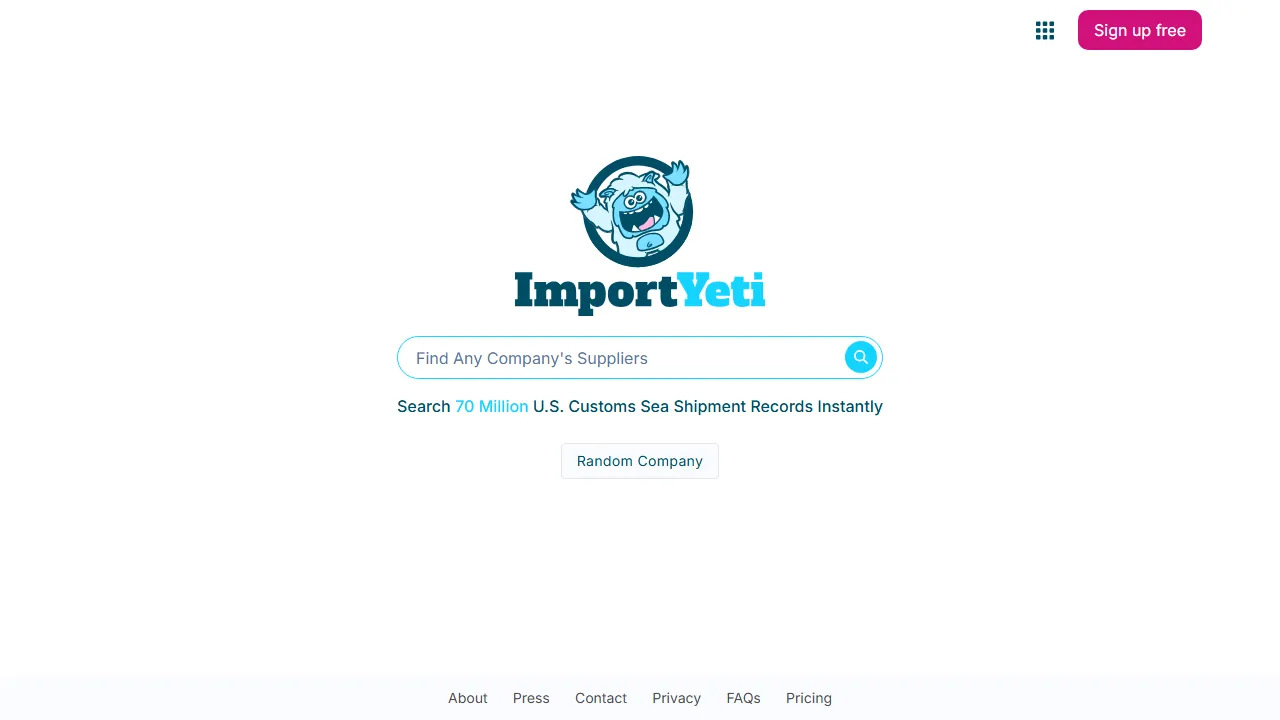 Sign up free
ImportYeti
Find Any Company's Suppliers
Search 70 Million U.S. Customs Sea Shipment Records Instantly
Random Company
About Press Contact Privacy FAQs Pricing